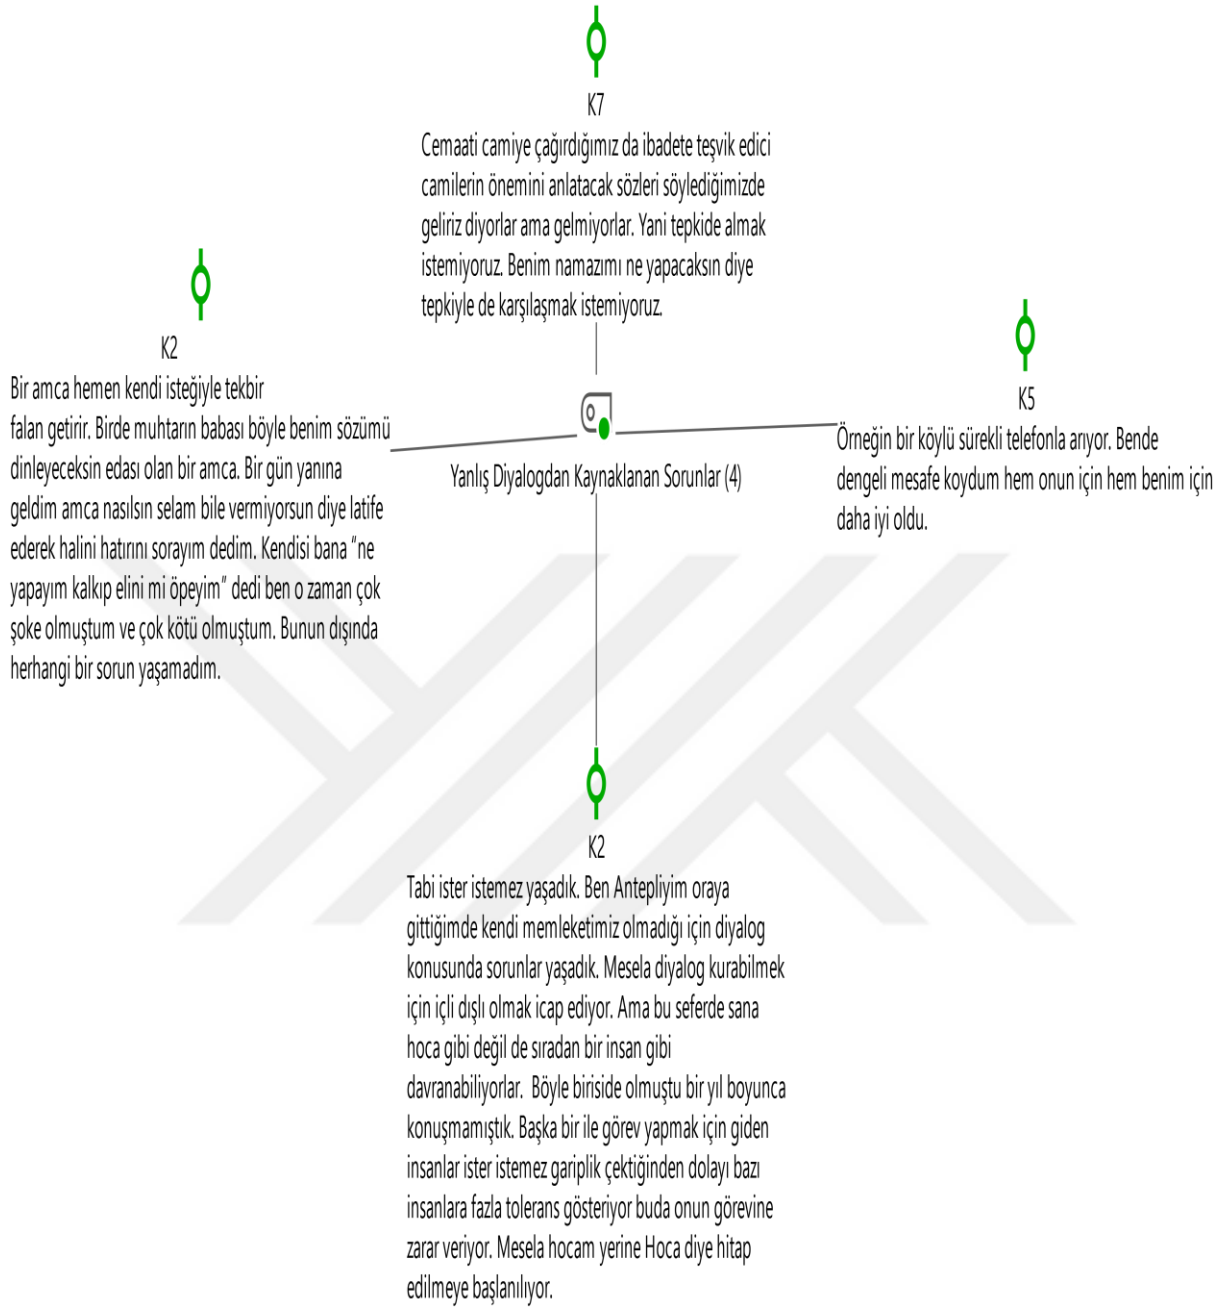 K7
Cemaati camiye çağırdığımız da ibadete teşvik edici
camilerin önemini anlatacak sözleri söylediğimizde
geliriz diyorlar ama gelmiyorlar. Yani tepkide almak
istemiyoruz. Benim namazımı ne yapacaksın diye
tepkiyle de karşılaşmak istemiyoruz.
K2
Bir amca hemen kendi isteğiyle tekbir
falan getirir. Birde muhtarın babası böyle benim sözümü
dinleyeceksin edası olan bir amca. Bir gün yanına
geldim amca nasılsın selam bile vermiyorsun diye latife
ederek halini hatırını sorayım dedim. Kendisi bana "ne
yapayım kalkıp elini mi öpeyim" dedi ben o zaman çok
şoke olmuştum ve çok kötü olmuştum. Bunun dışında
herhangi bir sorun yaşamadım.
K5
Örneğin bir köylü sürekli telefonla arıyor. Bende
dengeli mesafe koydum hem onun için hem benim için
daha iyi oldu.
Yanlış Diyalogdan Kaynaklanan Sorunlar (4)
K2
Tabi ister istemez yaşadık. Ben Antepliyim oraya
gittiğimde kendi memleketimiz olmadığı için diyalog
konusunda sorunlar yaşadık. Mesela diyalog kurabilmek
için içli dışlı olmak icap ediyor. Ama bu seferde sana
hoca gibi değil de sıradan bir insan gibi
davranabiliyorlar.  Böyle biriside olmuştu bir yıl boyunca
konuşmamıştık. Başka bir ile görev yapmak için giden
insanlar ister istemez gariplik çektiğinden dolayı bazı
insanlara fazla tolerans gösteriyor buda onun görevine
zarar veriyor. Mesela hocam yerine Hoca diye hitap
edilmeye başlanılıyor.